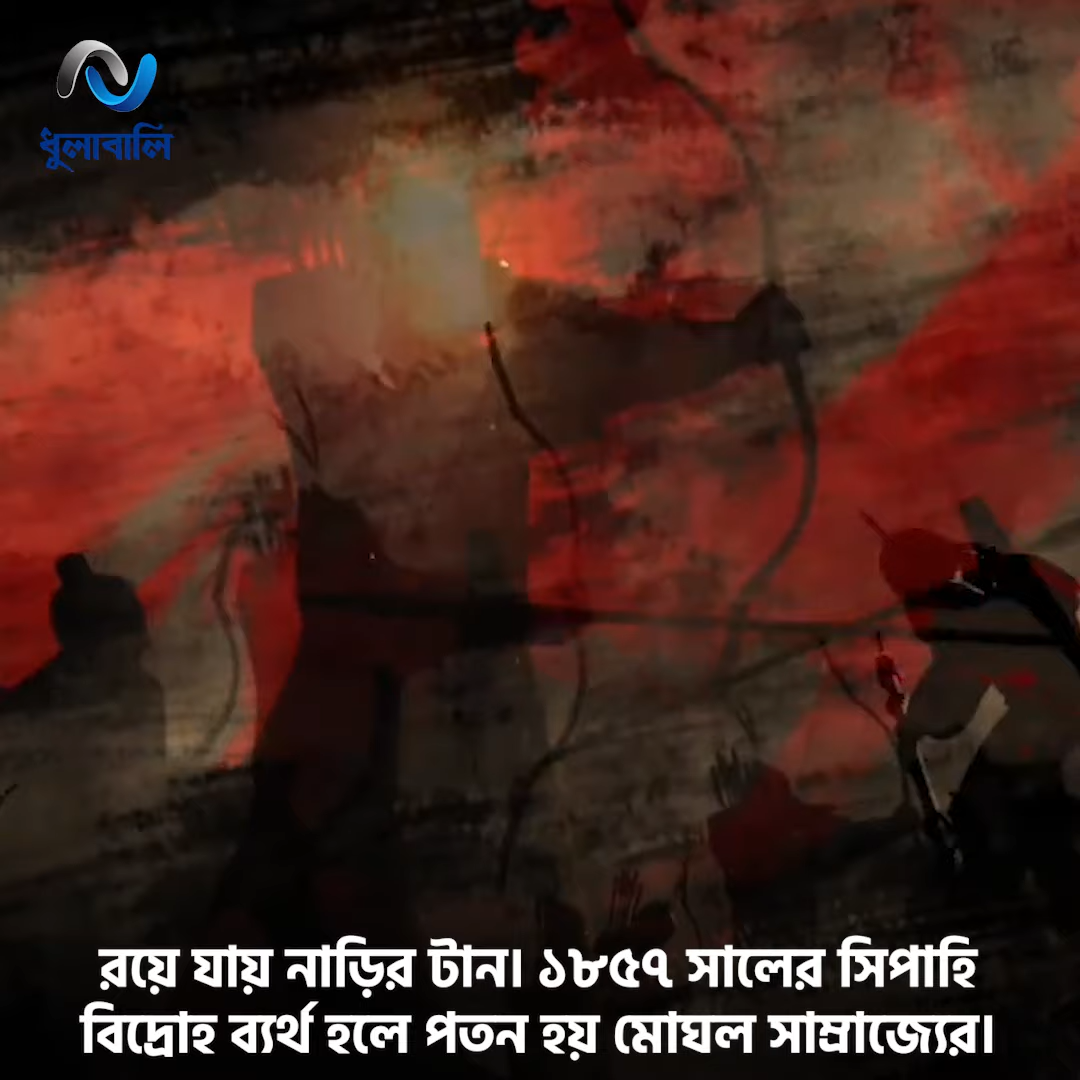 ধুলাবালি
রয়ে যায় নাড়ির টান। ১৮৫৭ সালের সিপাহি
বিদ্রোহ ব্যর্থ হলে পতন হয় মোঘল সাম্রাজ্যের।